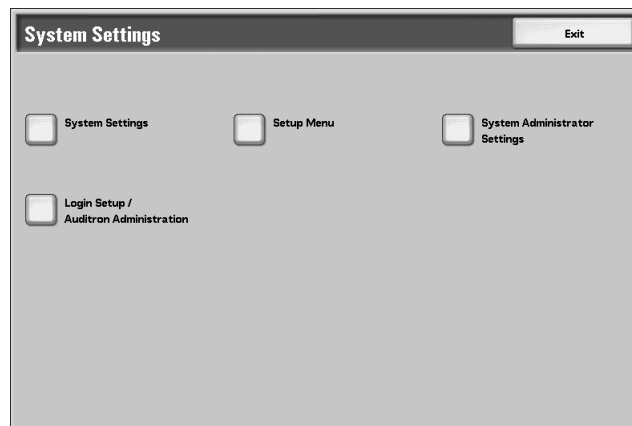 System Settings
Exit
System Settings
Setup Menu
System Administrator
Settings
Login Setup /
Auditron Administration